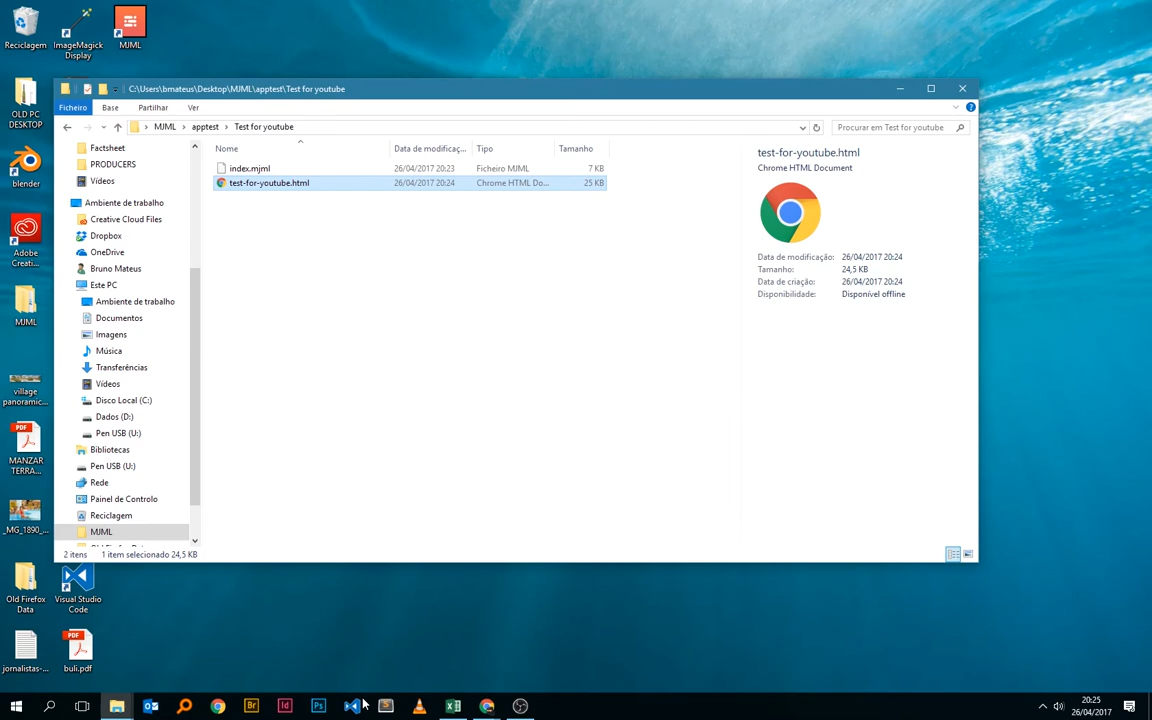 Reciclagem
ImageMagick
Display
MJML
OLD PC
DESKTOP
blender
Adobe
Creati...
MJML
village
panoramic...
PDF
MANZAR
TERRA...
_MG_1890_...
Old Firefox
Data
Visual Studio
Code
jornalistas-...
PDF
buli.pdf
C:\Users\bmateus\Desktop\MJML\apptest\Test for youtube
Ficheiro
Base
Partilhar
Ver
MJML
apptest
Test for youtube
Procurar em Test for youtube
Factsheet
PRODUCERS
Vídeos
Ambiente de trabalho
Creative Cloud Files
Dropbox
OneDrive
Bruno Mateus
Este PC
Ambiente de trabalho
Documentos
Imagens
Música
Transferências
Vídeos
Disco Local (C:)
Dados (D:)
Pen USB (U:)
Bibliotecas
Pen USB (U:)
Rede
Painel de Controlo
Reciclagem
MJML
Nome Data de modificaç... Tipo Tamanho
index.mjml 26/04/2017 20:23 Ficheiro MJML 7 KB
test-for-youtube.html 26/04/2017 20:24 Chrome HTML Do... 25 KB
test-for-youtube.html
Chrome HTML Document
Data de modificação: 26/04/2017 20:24
Tamanho: 24,5 KB
Data de criação: 26/04/2017 20:24
Disponibilidade: Disponível offline
2 itens 1 item selecionado 24,5 KB
Br
Id
Ps
20:25
26/04/2017